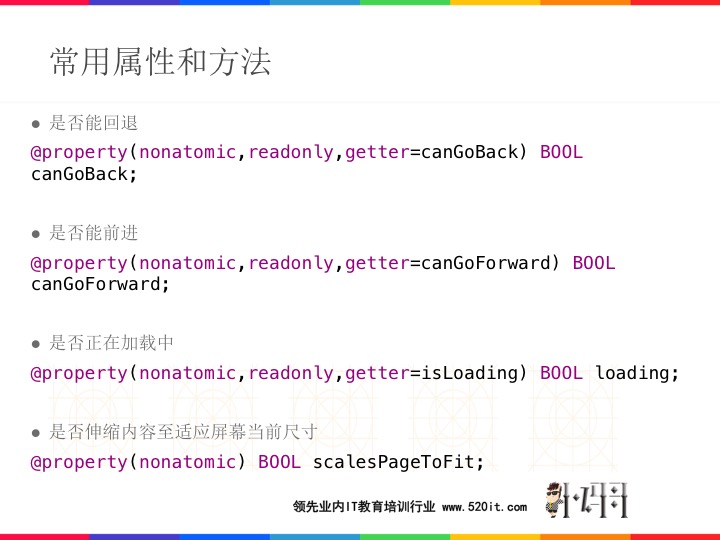 常用属性和方法
● 是否能回退
@property(nonatomic,readonly,getter=canGoBack) BOOL
canGoBack;
● 是否能前进
@property(nonatomic,readonly,getter=canGoForward) BOOL
canGoForward;
● 是否正在加载中
@property(nonatomic,readonly,getter=isLoading) BOOL loading;
● 是否伸缩内容至适应屏幕当前尺寸
@property(nonatomic) BOOL scalesPageToFit;
领先业内IT教育培训行业 www.520it.com
小码哥